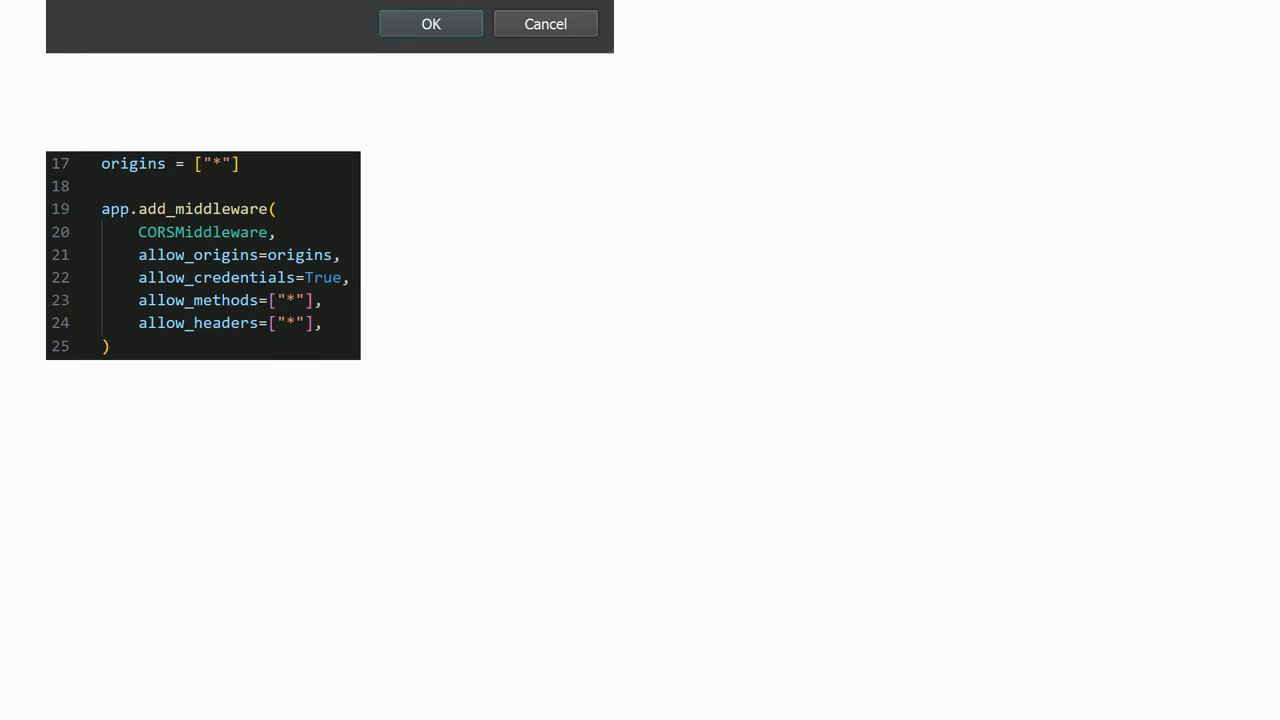 OK Cancel
17 origins = ["*"]
18
19 app.add_middleware(
20 CORSMiddleware,
21 allow_origins=origins,
22 allow_credentials=True,
23 allow_methods=["*"],
24 allow_headers=["*"],
25 )